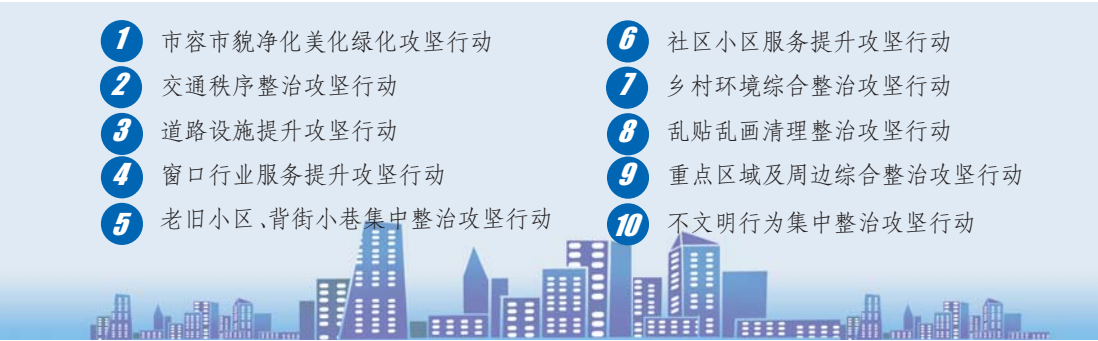 1 市容市貌净化美化绿化攻坚行动
2 交通秩序整治攻坚行动
3 道路设施提升攻坚行动
4 窗口行业服务提升攻坚行动
5 老旧小区、背街小巷集中整治攻坚行动
6 社区小区服务提升攻坚行动
7 乡村环境综合整治攻坚行动
8 乱贴乱画清理整治攻坚行动
9 重点区域及周边综合整治攻坚行动
10 不文明行为集中整治攻坚行动